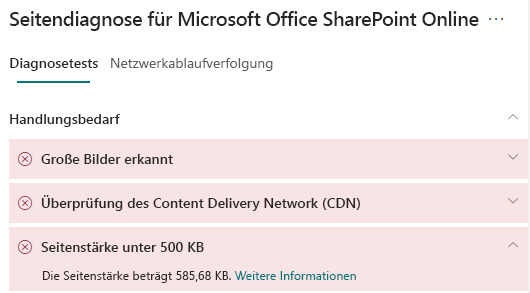 Seitendiagnose für Microsoft Office SharePoint Online ...
Diagnosetests Netzwerkablaufverfolgung
Handlungsbedarf
Große Bilder erkannt
Überprüfung des Content Delivery Network (CDN)
Seitenstärke unter 500 KB
Die Seitenstärke beträgt 585,68 KB. Weitere Informationen